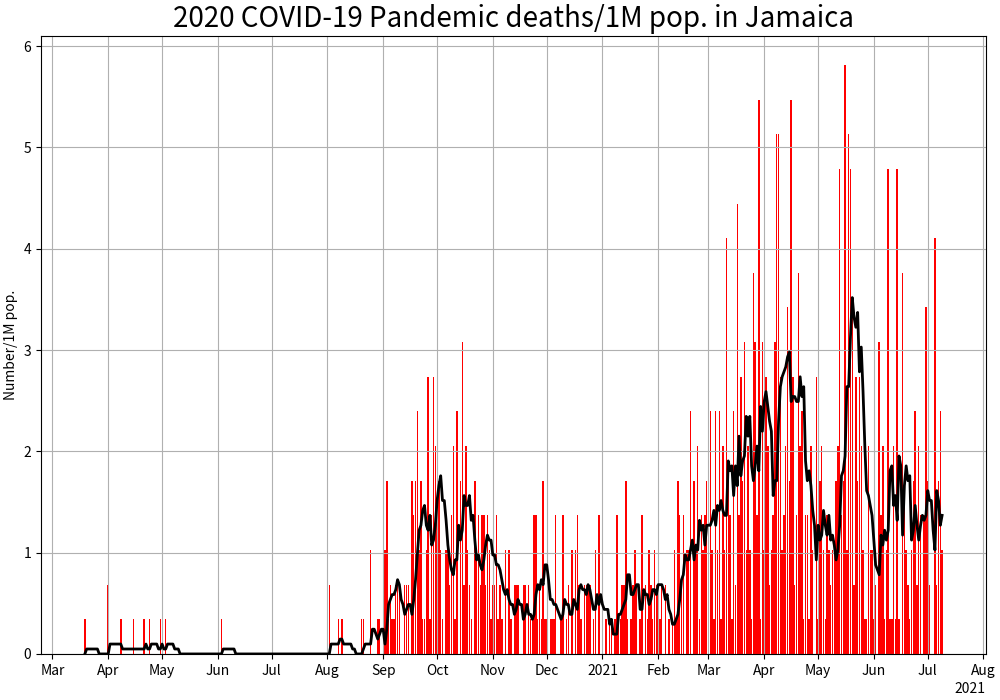 2020 COVID-19 Pandemic deaths/1M pop. in Jamaica
Number/1M pop.
6
5
4
3
2
1
0
Mar Apr May Jun Jul Aug Sep Oct Nov Dec 2021 Feb Mar Apr May Jun Jul Aug
2021